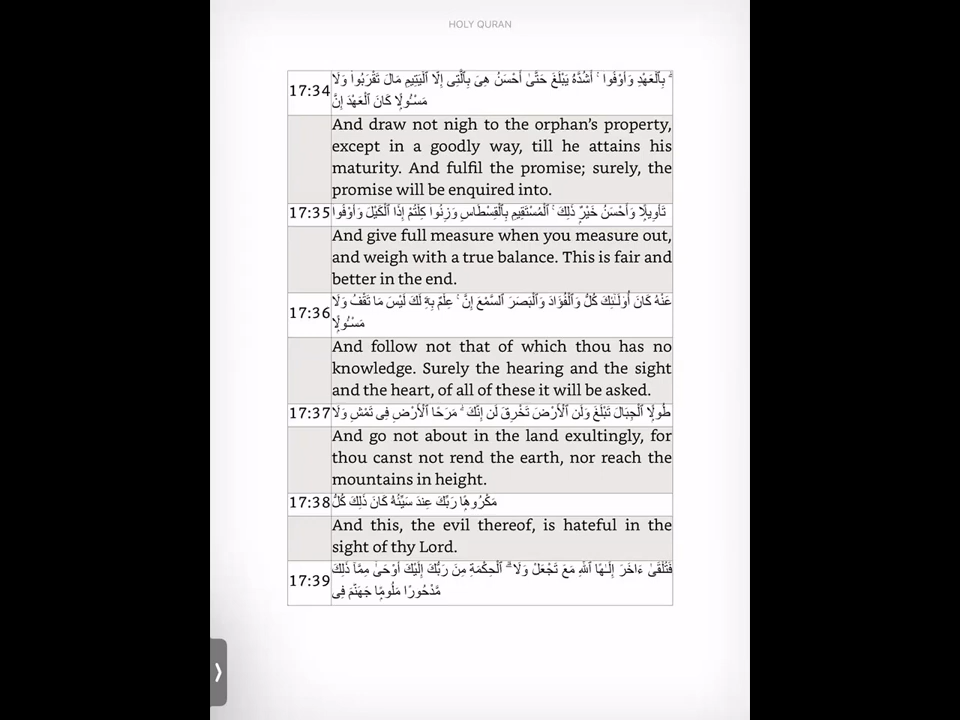 HOLY QURAN
17:34
ۖ بِٱلْعَهْدِ وَأَوْفُوا۟ ۚ أَشُدَّهُۥ يَبْلُغَ حَتَّىٰ أَحْسَنُ هِىَ بِٱلَّتِى إِلَّا ٱلْيَتِيمِ مَالَ تَقْرَبُوا۟ وَلَا
مَسْـُٔولًا كَانَ ٱلْعَهْدَ إِنَّ
And draw not nigh to the orphan’s property,
except in a goodly way, till he attains his
maturity. And fulfil the promise; surely, the
promise will be enquired into.
17:35
تَأْوِيلًا وَأَحْسَنُ خَيْرٌ ذَٰلِكَ ۚ ٱلْمُسْتَقِيمِ بِٱلْقِسْطَاسِ وَزِنُوا۟ كِلْتُمْ إِذَا ٱلْكَيْلَ وَأَوْفُوا۟
And give full measure when you measure out,
and weigh with a true balance. This is fair and
better in the end.
17:36
عَنْهُ كَانَ أُو۟لَـٰٓئِكَ كُلُّ وَٱلْفُؤَادَ وَٱلْبَصَرَ ٱلسَّمْعَ إِنَّ ۚ عِلْمٌ بِهِۦ لَكَ لَيْسَ مَا تَقْفُ وَلَا
مَسْـُٔولًا
And follow not that of which thou has no
knowledge. Surely the hearing and the sight
and the heart, of all of these it will be asked.
17:37
طُولًا ٱلْجِبَالَ تَبْلُغَ وَلَن ٱلْأَرْضَ تَخْرِقَ لَن إِنَّكَ ۖ مَرَحًا ٱلْأَرْضِ فِى تَمْشِ وَلَا
And go not about in the land exultingly, for
thou canst not rend the earth, nor reach the
mountains in height.
17:38
مَكْرُوهًا رَبِّكَ عِندَ سَيِّئُهُۥ كَانَ ذَٰلِكَ كُلُّ
And this, the evil thereof, is hateful in the
sight of thy Lord.
17:39
فَتُلْقَىٰ ءَاخَرَ إِلَـٰهًا ٱللَّهِ مَعَ تَجْعَلْ وَلَا ۗ ٱلْحِكْمَةِ مِنَ رَبُّكَ إِلَيْكَ أَوْحَىٰٓ مِمَّآ ذَٰلِكَ
مَّدْحُورًا مَلُومًا جَهَنَّمَ فِى